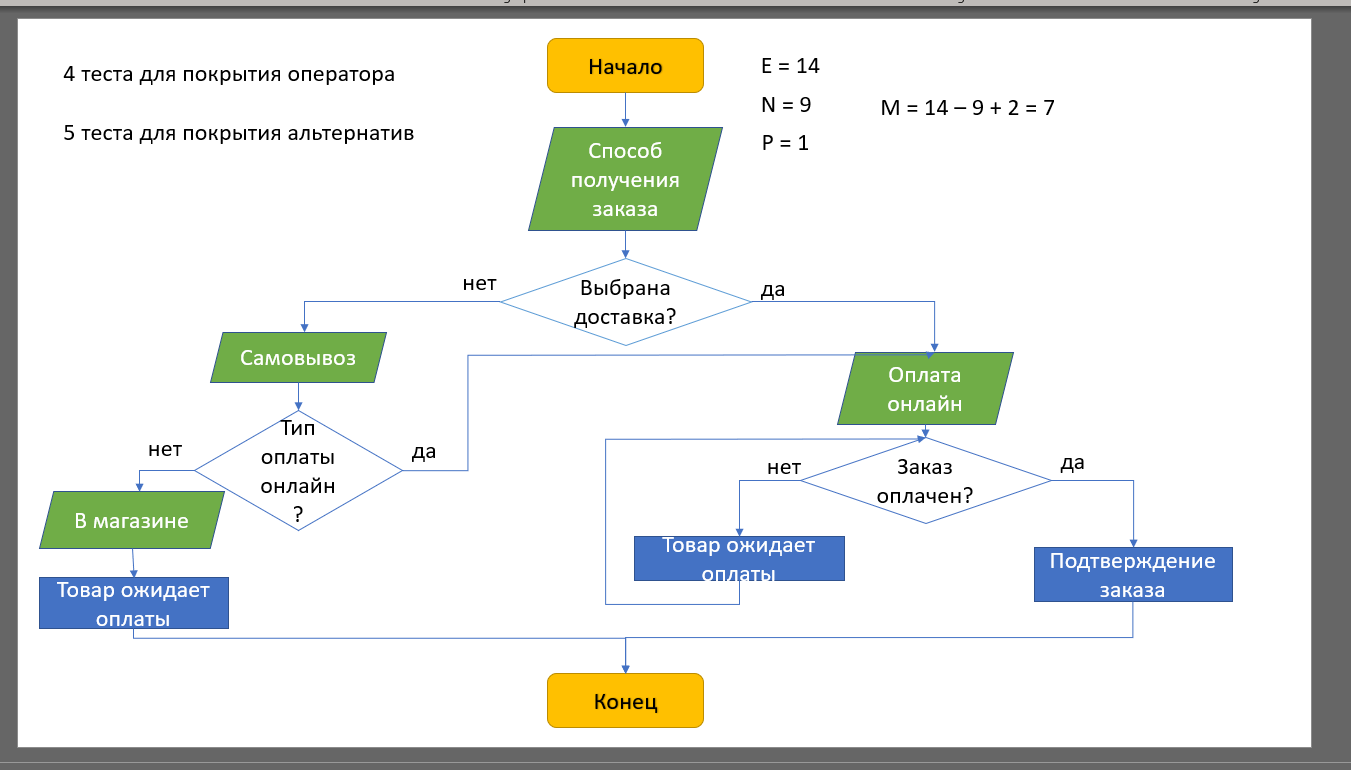 4 теста для покрытия оператора
5 теста для покрытия альтернатив
Начало
E = 14
N = 9
P = 1
M = 14 – 9 + 2 = 7
Способ
получения
заказа
Выбрана
доставка?
нет
да
Самовывоз
Тип
оплаты
онлайн
?
нет
да
В магазине
Товар ожидает
оплаты
Оплата
онлайн
Заказ
оплачен?
нет
да
Товар ожидает
оплаты
Подтверждение
заказа
Конец